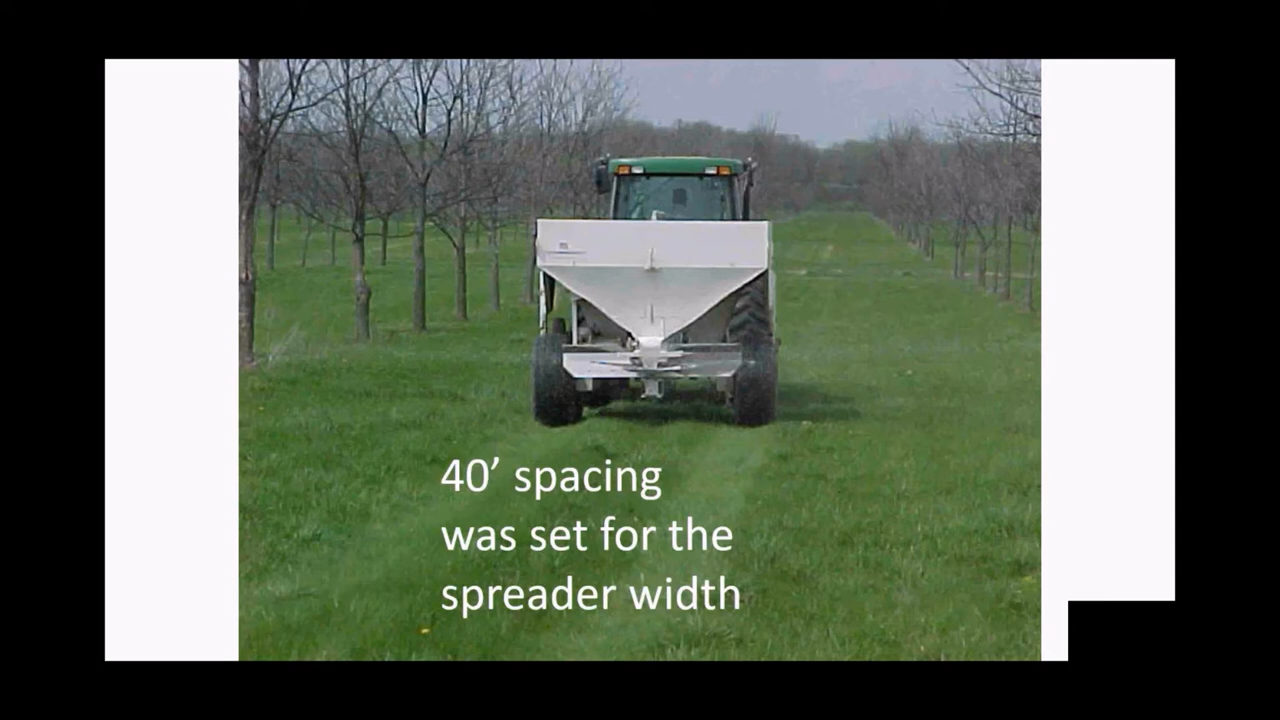 40’ spacing
was set for the
spreader width